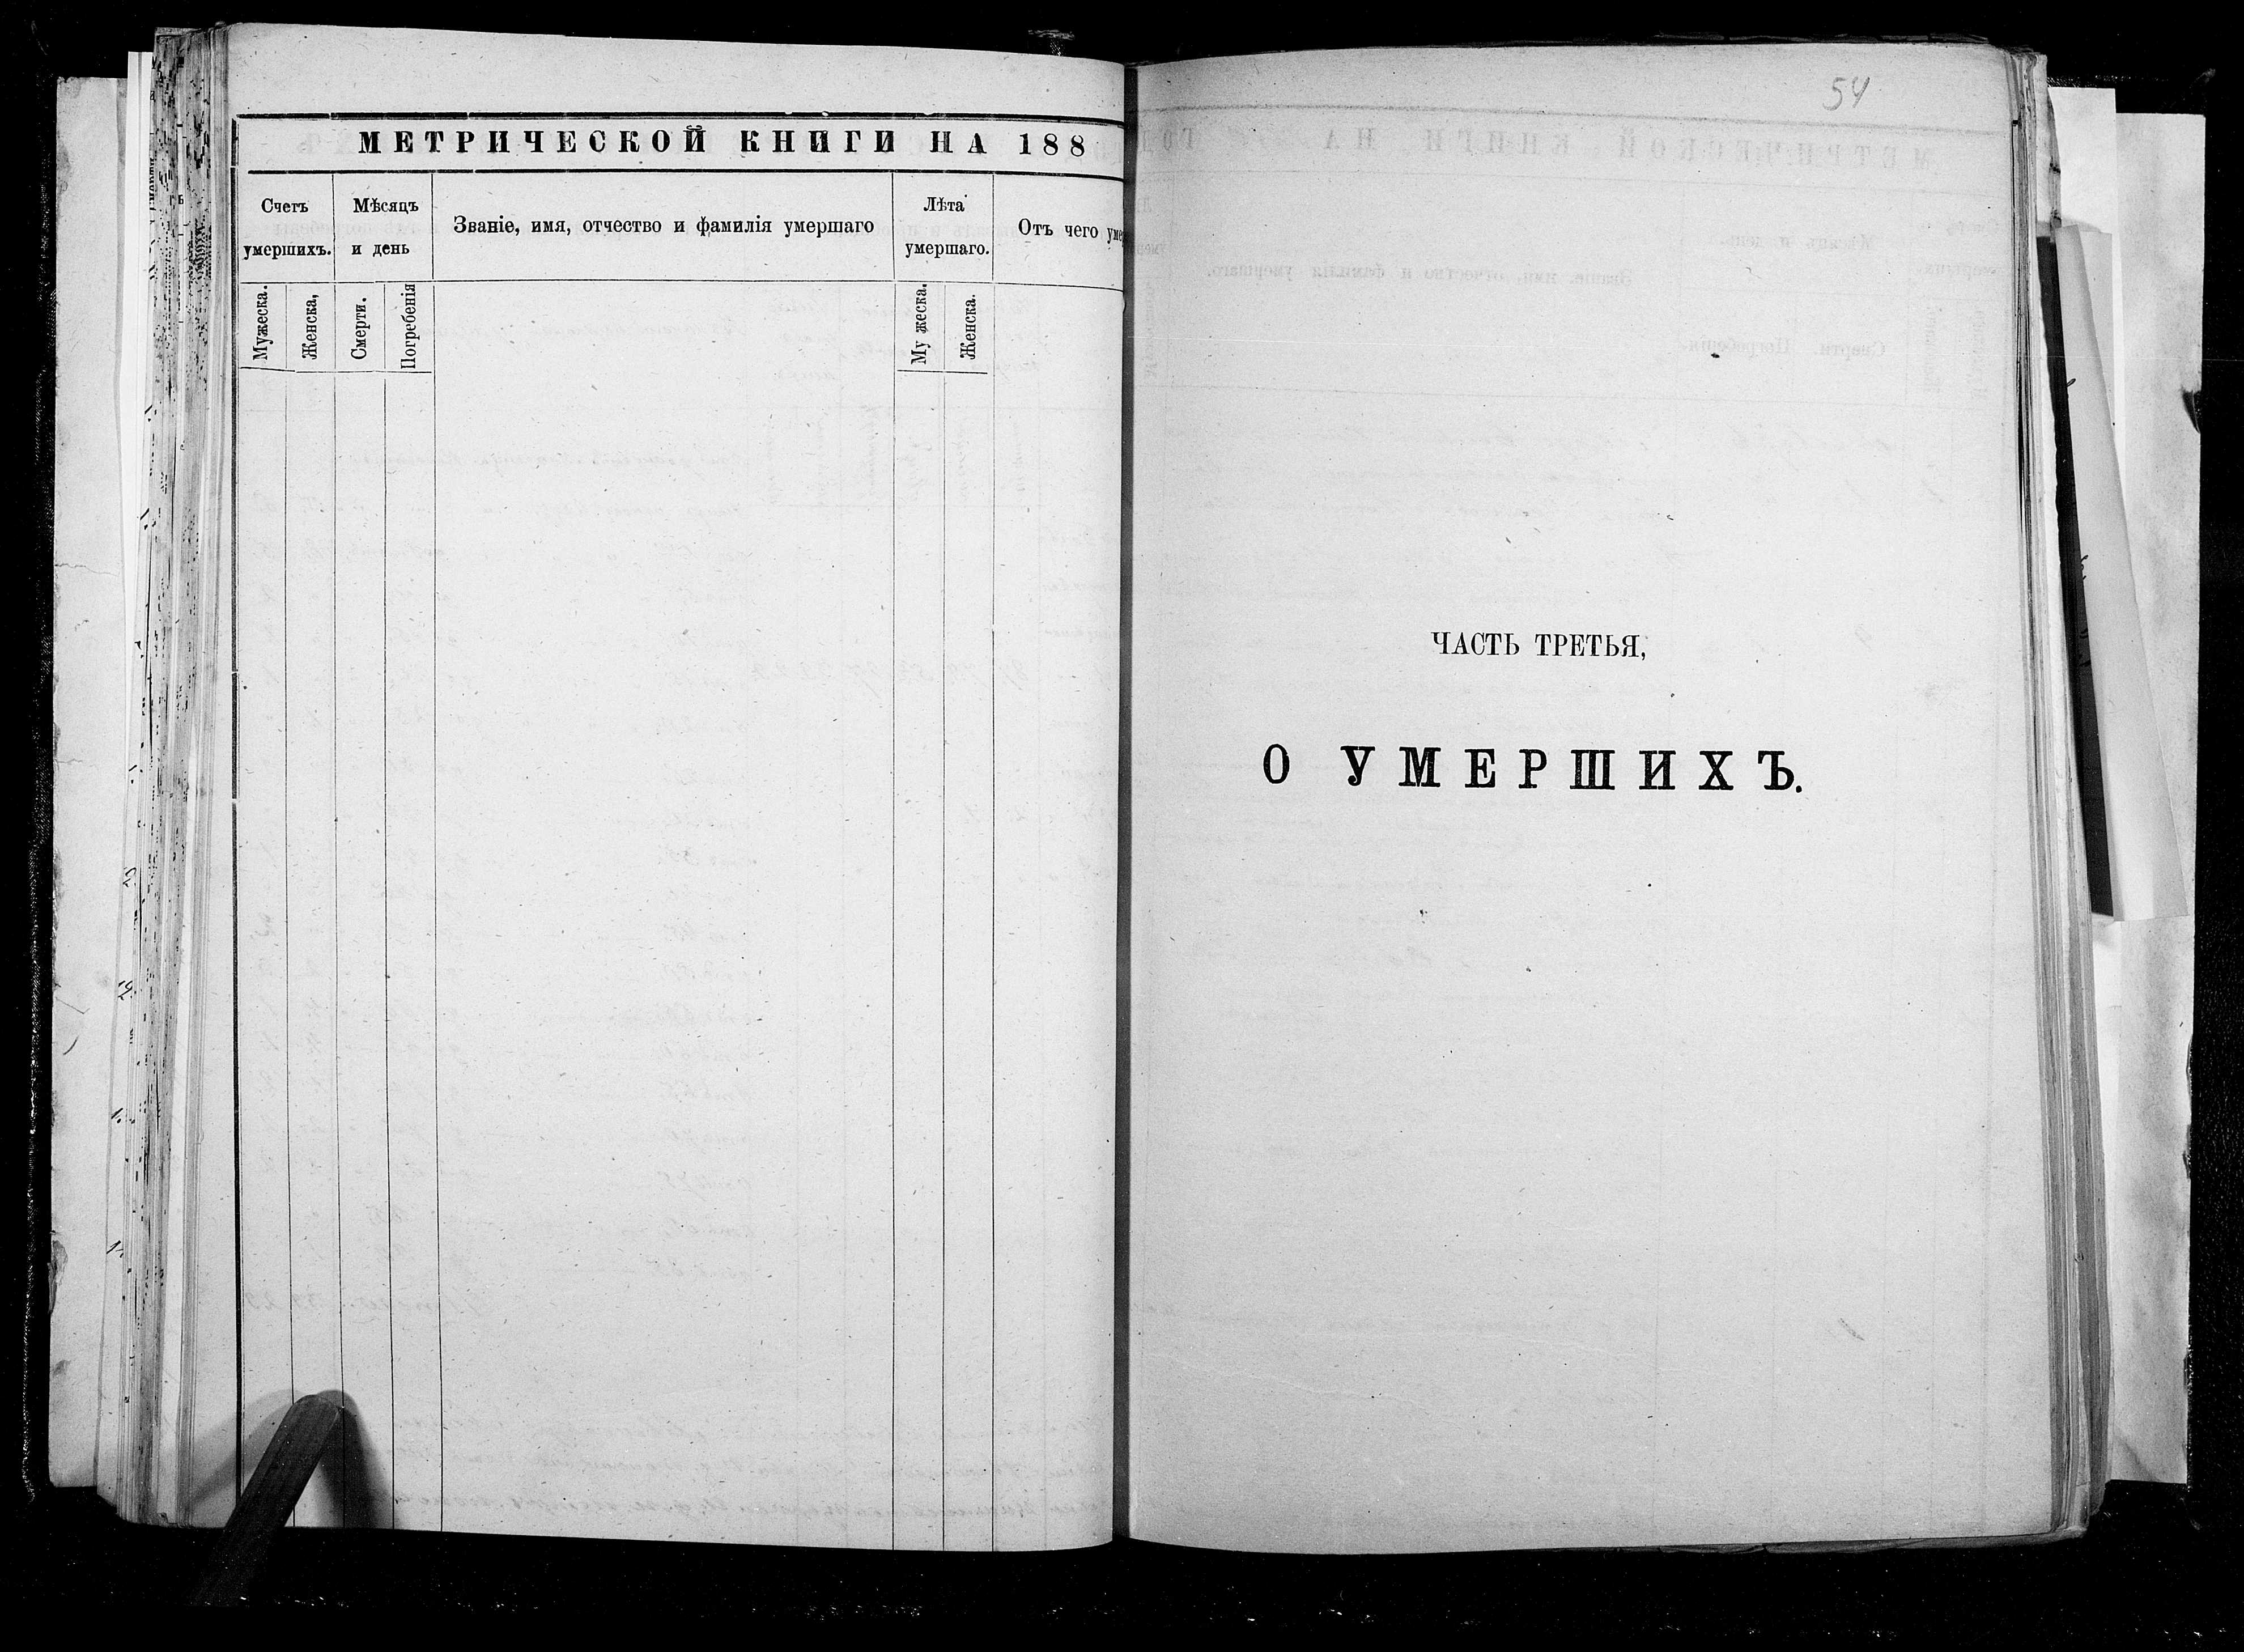 МЕТРИЧЕСКОЙ КНИГИ НА 188
Счетъ умершихъ.
Мѣсяцъ и день
Званіе, имя, отчество и фамилія умершаго
Лѣта умершаго.
Отъ чего уме
Мужеска.
Женска,
Смерти.
Погребенія
Му жеска.
Женска.
54
ЧАСТЬ ТРЕТЬЯ,
О УМЕРШИХЪ.